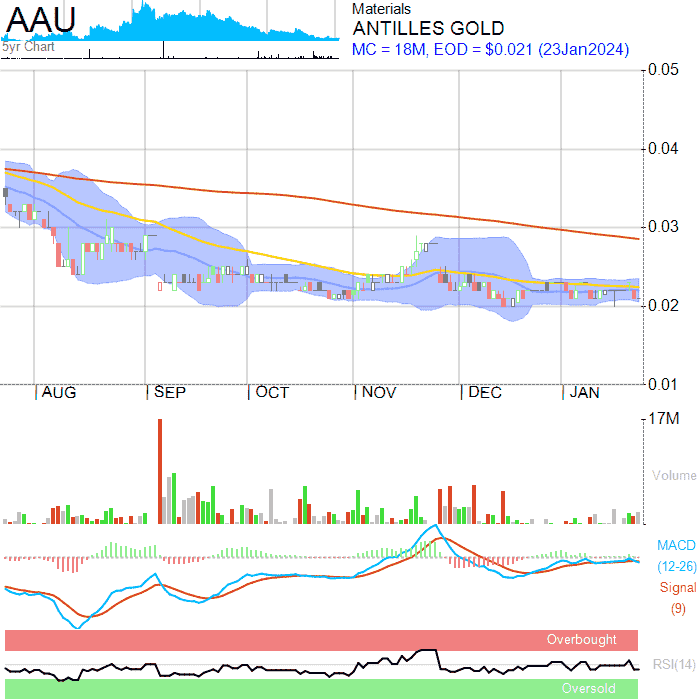 AAU
5yr Chart
Materials
ANTILLES GOLD
MC = 18M, EOD = $0.021 (23Jan2024)
0.05
0.04
0.03
0.02
0.01
AUG SEP OCT NOV DEC JAN
17M
Volume
MACD
(12-26)
Signal
(9)
Overbought
RSI(14)
Oversold